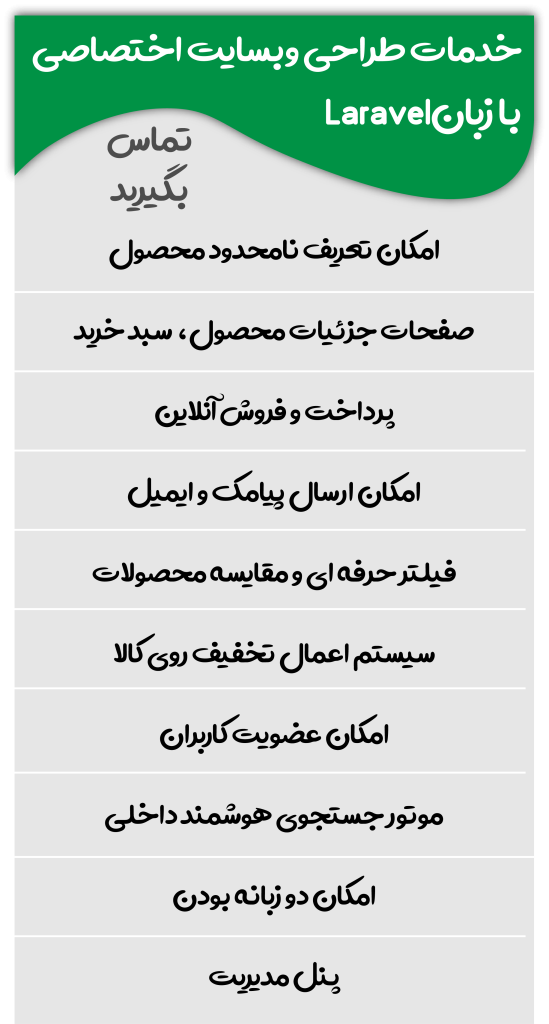 خدمات طراحی وبسایت اختصاصی
با زبانLaravel
تماس
بگیرید
امکان تعریف نامحدود محصول
صفحات جزئیات محصول ، سبد خرید
پرداخت و فروش آنلاین
امکان ارسال پیامک و ایمیل
فیلتر حرفه ای و مقایسه محصولات
سیستم اعمال تخفیف روی کالا
امکان عضویت کاربران
موتور جستجوی هوشمند داخلی
امکان دو زبانه بودن
پنل مدیریت